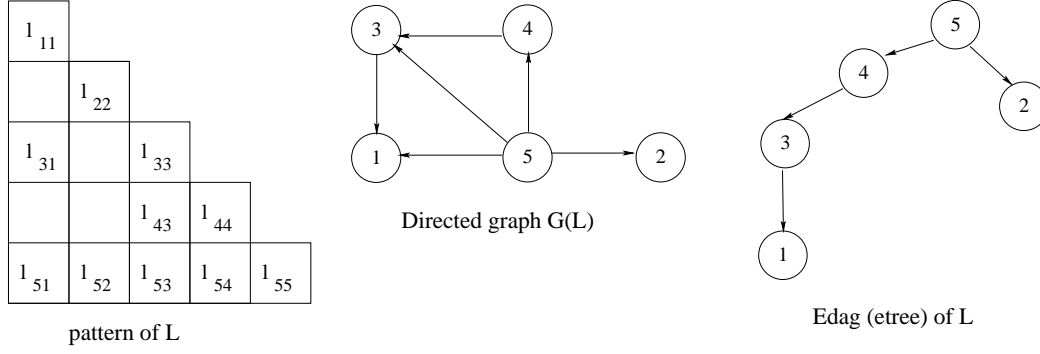 l 11
l 22
l 31 l 33
l 43 l 44
l 51 l 52 l 53 l 54 l 55
pattern of L
3 4
1 5 2
Directed graph G(L)
5
4
2
3
1
Edag (etree) of L